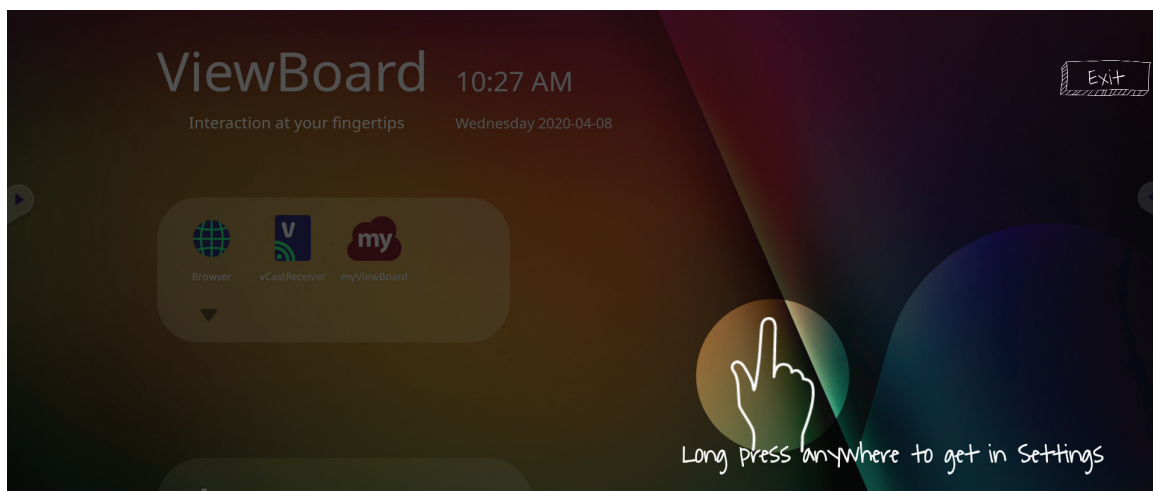 ViewBoard
10:27 AM
Exit
Interaction at your fingertips
Wednesday 2020-04-08
V
my
Browser
vCastReceiver
myViewBoard
Long press anywhere to get in Settings